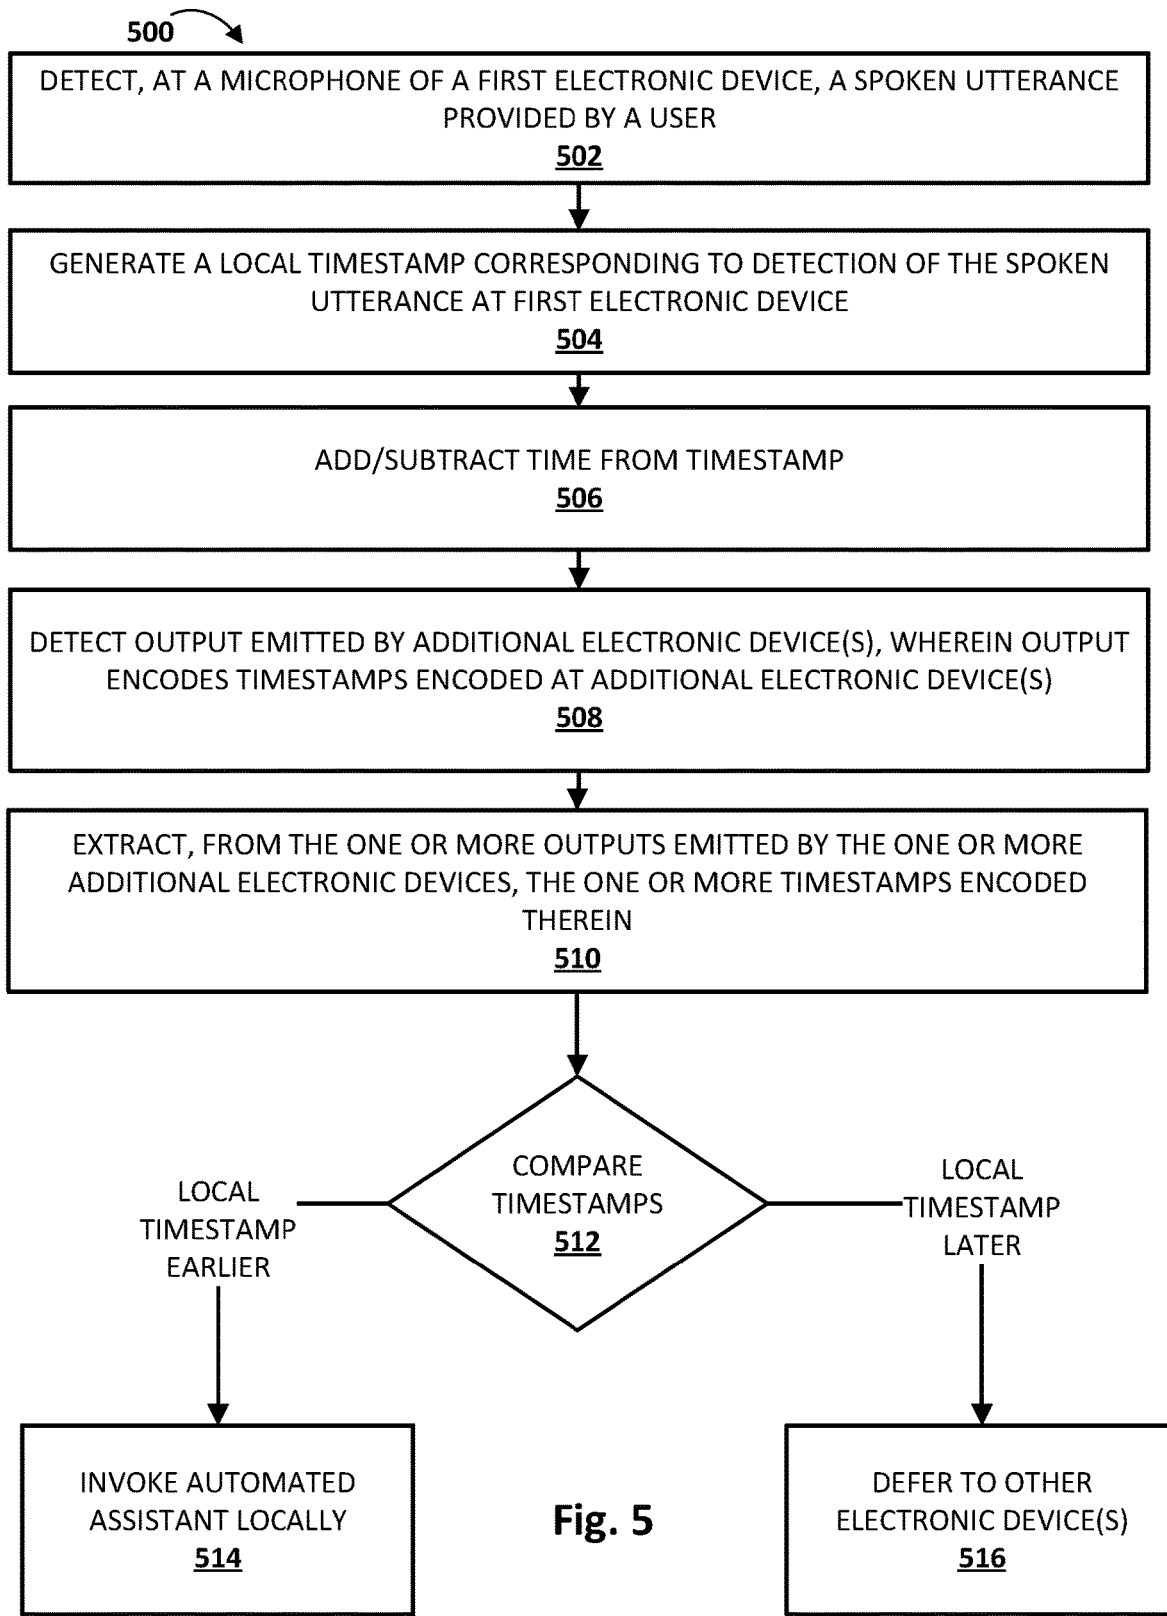 500
DETECT, AT A MICROPHONE OF A FIRST ELECTRONIC DEVICE, A SPOKEN UTTERANCE
PROVIDED BY A USER
502
GENERATE A LOCAL TIMESTAMP CORRESPONDING TO DETECTION OF THE SPOKEN
UTTERANCE AT FIRST ELECTRONIC DEVICE
504
ADD/SUBTRACT TIME FROM TIMESTAMP
506
DETECT OUTPUT EMITTED BY ADDITIONAL ELECTRONIC DEVICE(S), WHEREIN OUTPUT
ENCODES TIMESTAMPS ENCODED AT ADDITIONAL ELECTRONIC DEVICE(S)
508
EXTRACT, FROM THE ONE OR MORE OUTPUTS EMITTED BY THE ONE OR MORE
ADDITIONAL ELECTRONIC DEVICES, THE ONE OR MORE TIMESTAMPS ENCODED
THEREIN
510
COMPARE
TIMESTAMPS
512
LOCAL
TIMESTAMP
EARLIER
LOCAL
TIMESTAMP
LATER
INVOKE AUTOMATED
ASSISTANT LOCALLY
514
Fig. 5
DEFER TO OTHER
ELECTRONIC DEVICE(S)
516